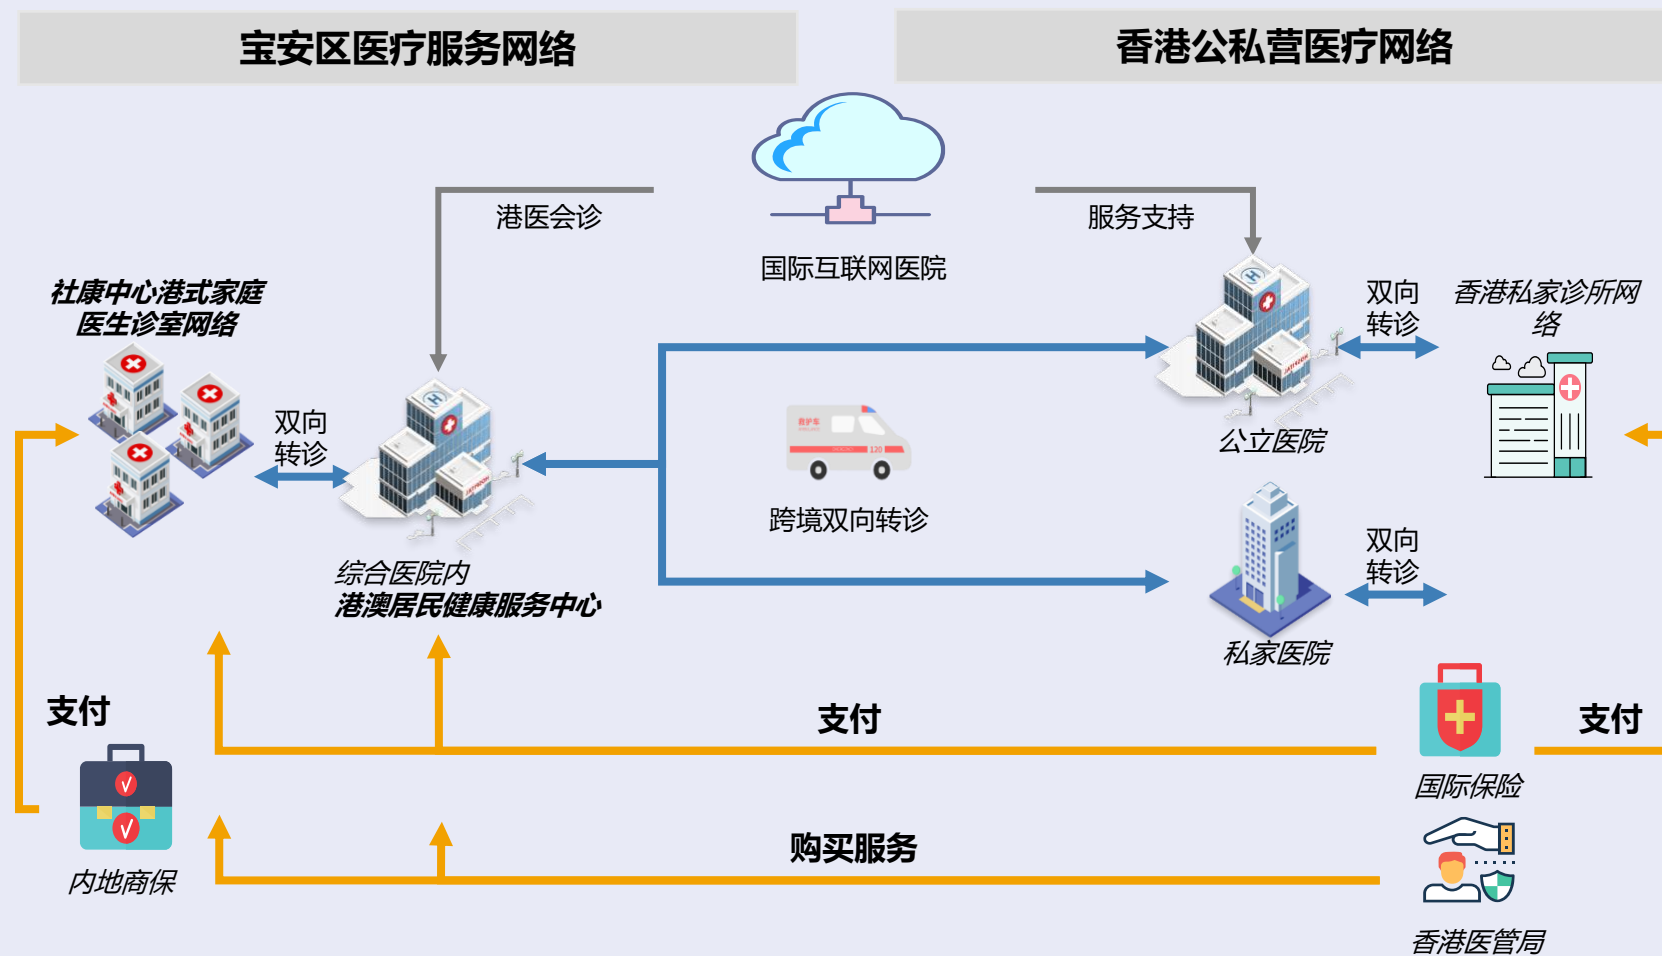 宝安区医疗服务网络
香港公私营医疗网络
港医会诊
服务支持
国际互联网医院
社康中心港式家庭
医生诊室网络
双向
转诊
香港私家诊所网
络
双向
转诊
救护车
120
公立医院
跨境双向转诊
综合医院内
港澳居民健康服务中心
双向
转诊
私家医院
支付
支付
支付
国际保险
购买服务
内地商保
香港医管局